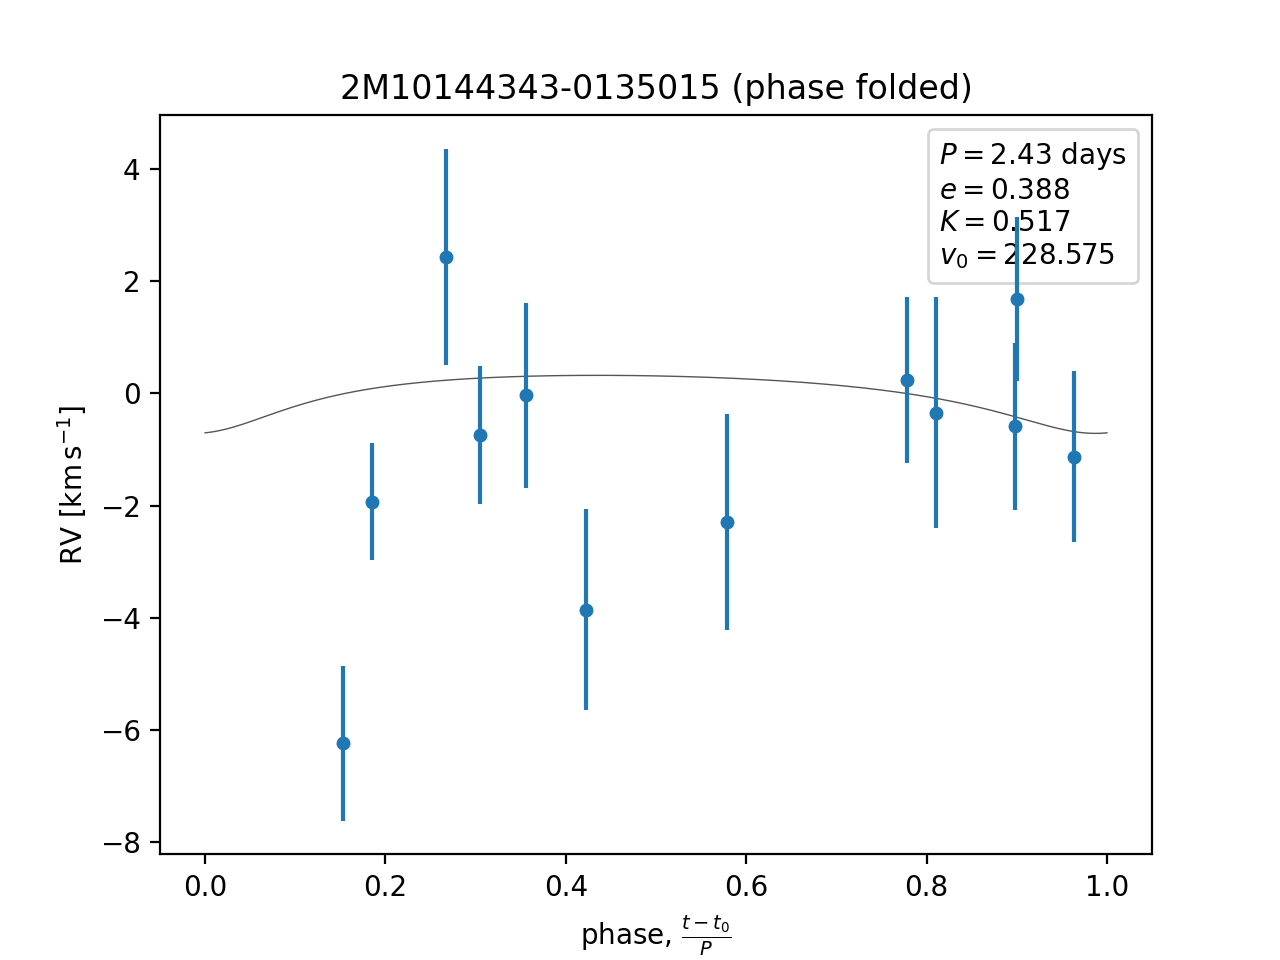 2M10144343-0135015 (phase folded)
P = 2.43 days
e = 0.388
K = 0.517
v₀ = 228.575
4
2
0
−2
−4
−6
−8
RV [km s⁻¹]
0.0 0.2 0.4 0.6 0.8 1.0
phase, (t − t₀)/P